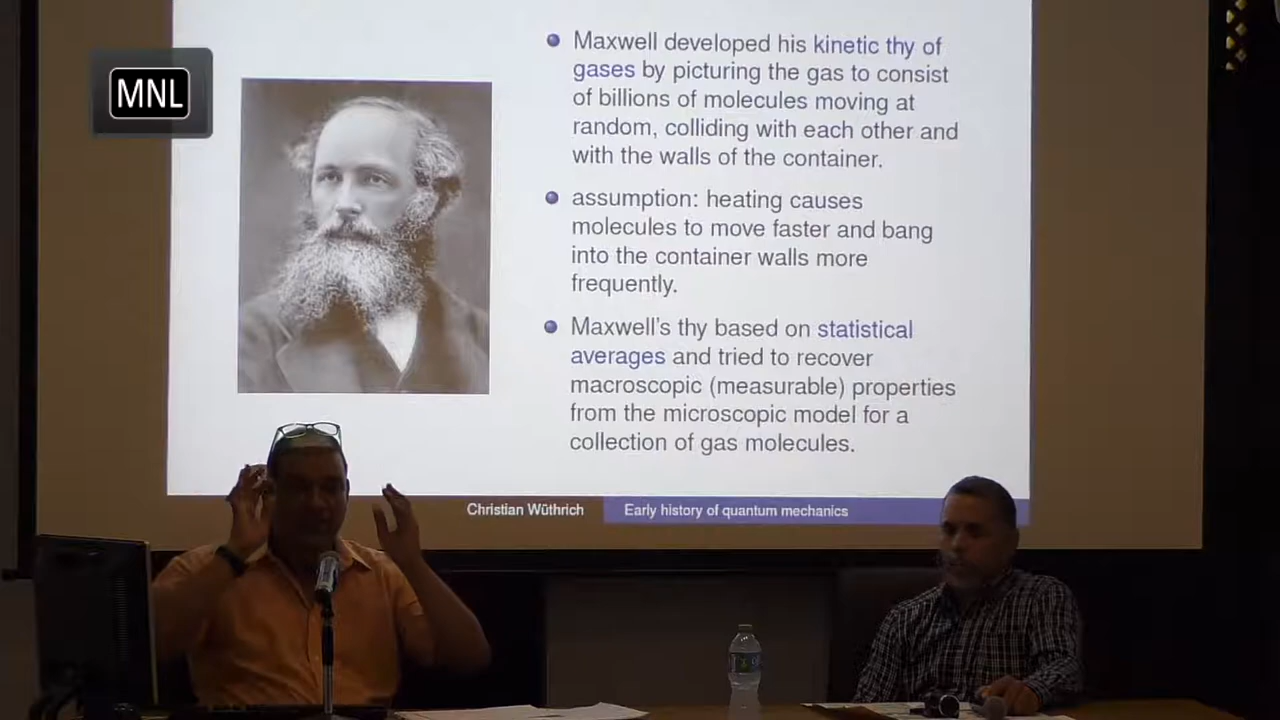 MNL
Maxwell developed his kinetic thy of
gases by picturing the gas to consist
of billions of molecules moving at
random, colliding with each other and
with the walls of the container.
assumption: heating causes
molecules to move faster and bang
into the container walls more
frequently.
Maxwell's thy based on statistical
averages and tried to recover
macroscopic (measurable) properties
from the microscopic model for a
collection of gas molecules.
Christian Wüthrich
Early history of quantum mechanics